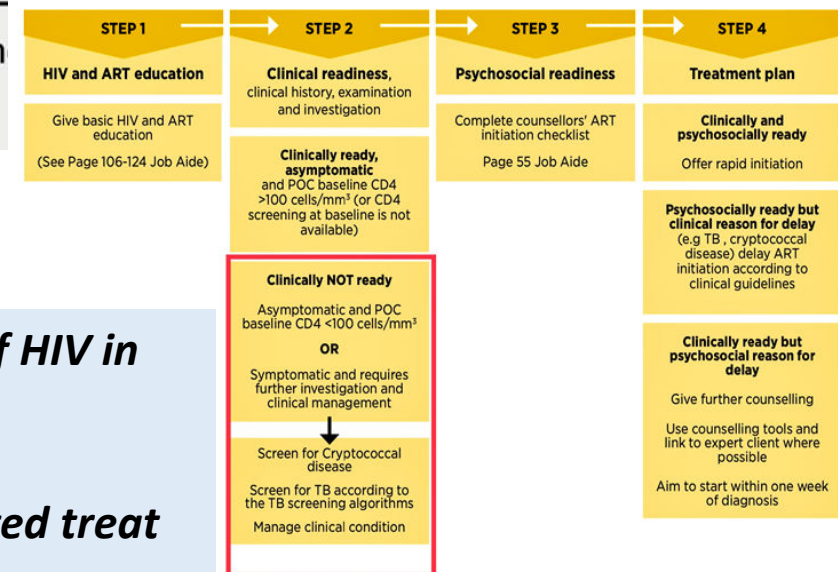 STEP 1
HIV and ART education
Give basic HIV and ART
education
(See Page 106-124 Job Aide)
STEP 2
Clinical readiness,
clinical history, examination
and investigation
Clinically ready,
asymptomatic
and POC baseline CD4
>100 cells/mm³ (or CD4
screening at baseline is not
available)
Clinically NOT ready
Asymptomatic and POC
baseline CD4 <100 cells/mm³
OR
Symptomatic and requires
further investigation and
clinical management
Screen for Cryptococcal
disease
Screen for TB according to
the TB screening algorithms
Manage clinical condition
STEP 3
Psychosocial readiness
Complete counsellors' ART
initiation checklist
Page 55 Job Aide
STEP 4
Treatment plan
Clinically and
psychosocially ready
Offer rapid initiation
Psychosocially ready but
clinical reason for delay
(e.g TB , cryptococcal
disease) delay ART
initiation according to
clinical guidelines
Clinically ready but
psychosocial reason for
delay
Give further counselling
Use counselling tools and
link to expert client where
possible
Aim to start within one week
of diagnosis
HIV in
treat